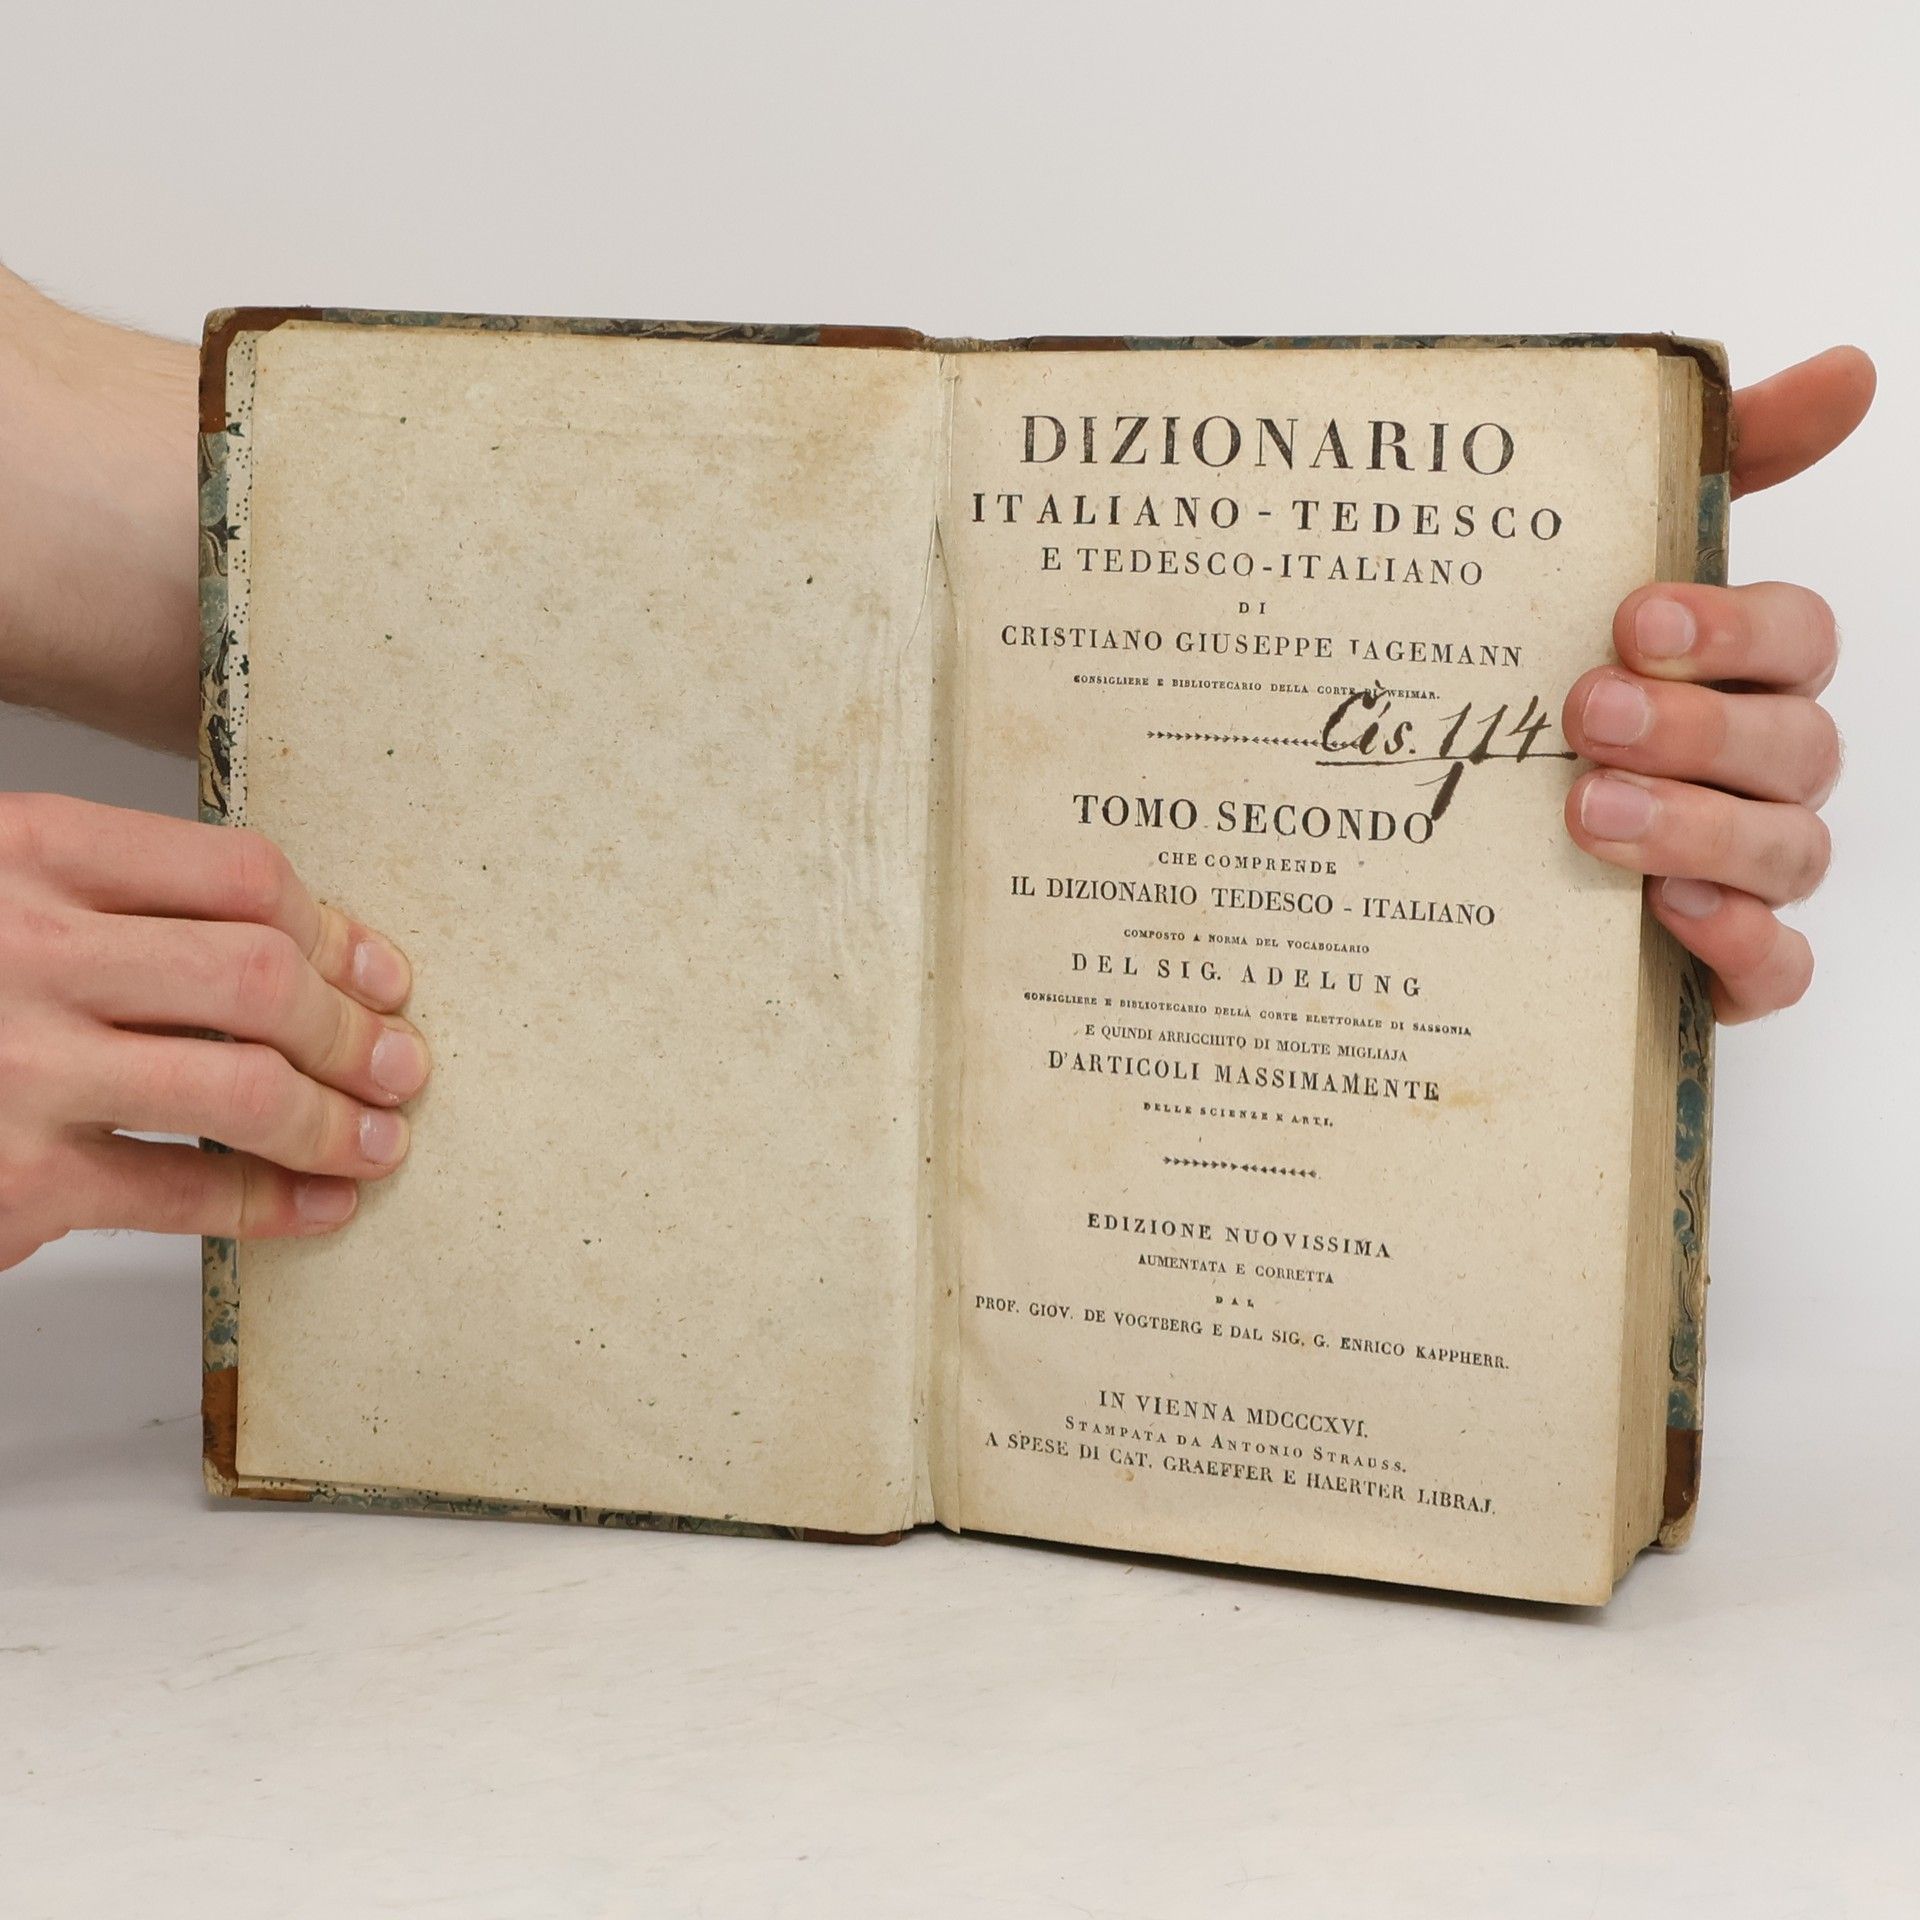 DIZIONARIO
ITALIANO - TEDESCO
E TEDESCO - ITALIANO
DI
CRISTIANO GIUSEPPE JAGEMANN
CONSIGLIERE E BIBLIOTECARIO DELLA CORTE DI WEIMAR.
Čís. 114
1
TOMO SECONDO
CHE COMPRENDE
IL DIZIONARIO TEDESCO - ITALIANO
COMPOSTO A NORMA DEL VOCABOLARIO
DEL SIG. ADELUNG
CONSIGLIERE E BIBLIOTECARIO DELLA CORTE ELETTORALE DI SASSONIA
E QUINDI ARRICCHITO DI MOLTE MIGLIAJA
D'ARTICOLI MASSIMAMENTE
DELLE SCIENZE E ARTI.
EDIZIONE NUOVISSIMA
AUMENTATA E CORRETTA
DAL
PROF. GIOV. DE VOGTBERG E DAL SIG. G. ENRICO KAPPHERR.
IN VIENNA MDCCCXVI.
STAMPATA DA ANTONIO STRAUSS.
A SPESE DI CAT. GRAEFFER E HAERTER LIBRAJ.